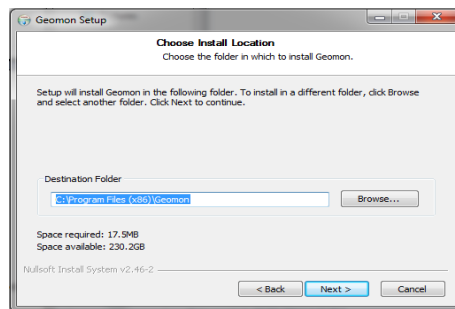 Geomon Setup
Choose Install Location
Choose the folder in which to install Geomon.
Setup will install Geomon in the following folder. To install in a different folder, click Browse
and select another folder. Click Next to continue.
Destination Folder
C:\Program Files (x86)\Geomon
Browse...
Space required: 17.5MB
Space available: 230.2GB
Nullsoft Install System v2.46-2
< Back
Next >
Cancel